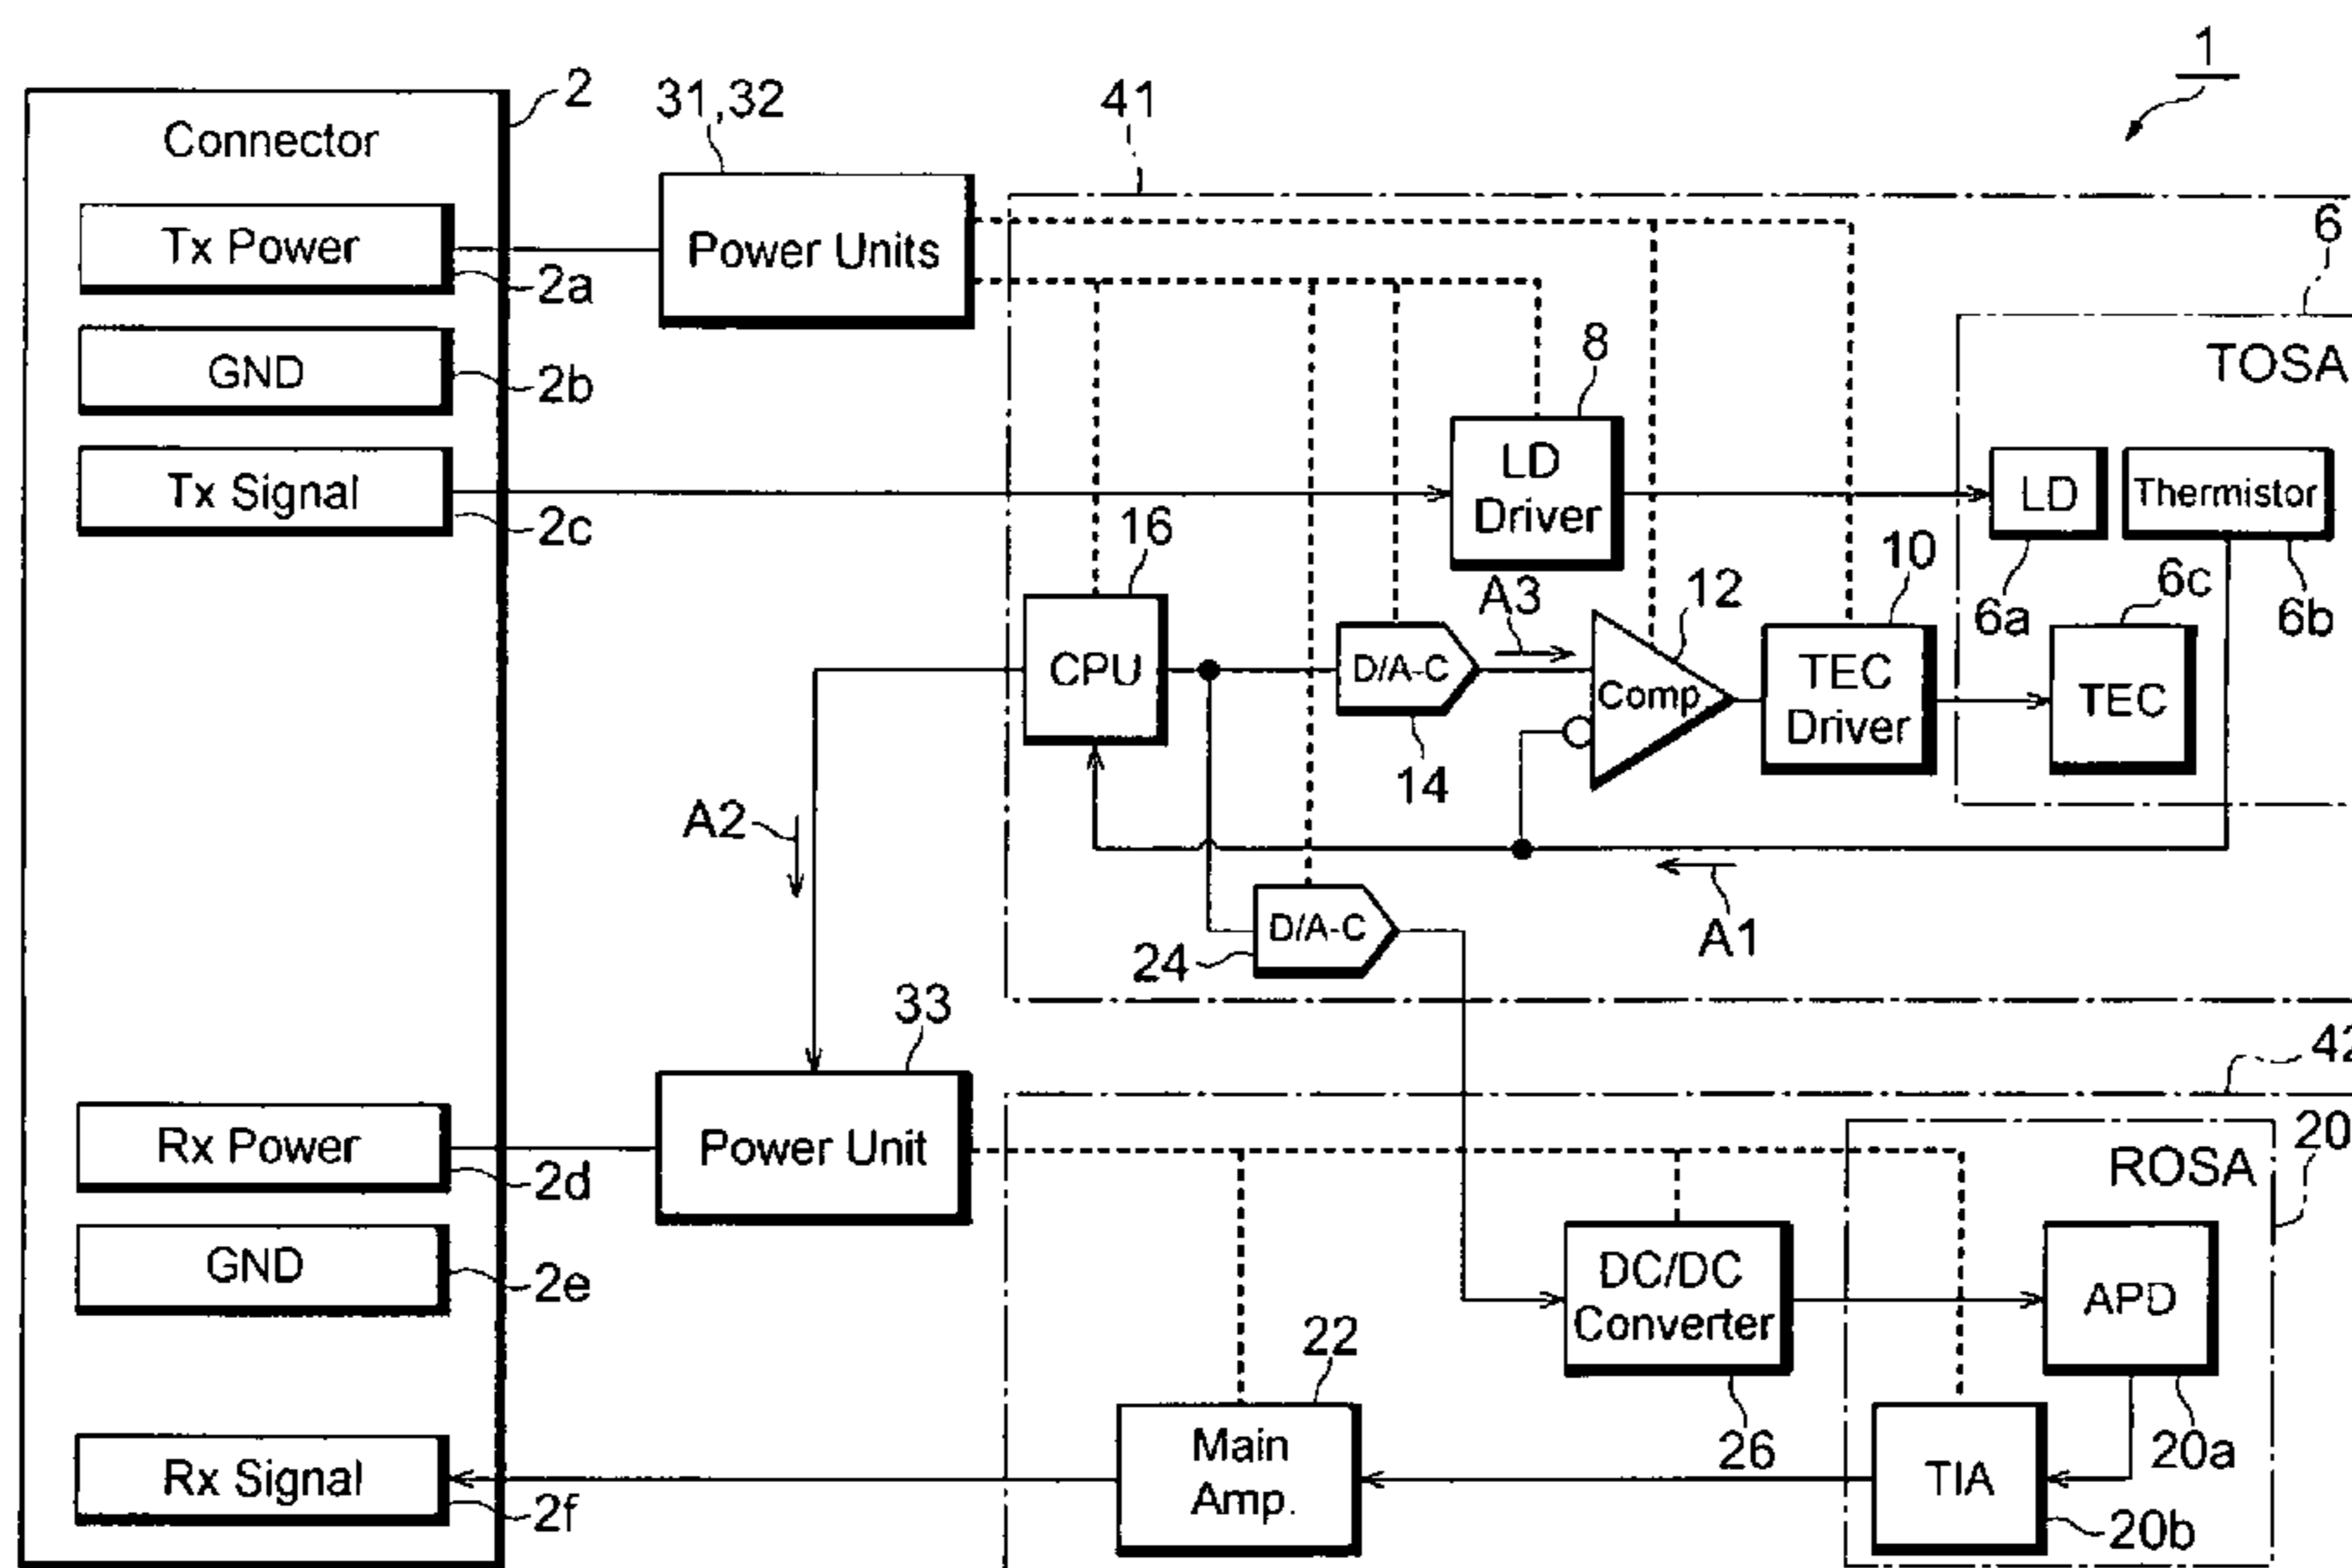 1
2
31,32
41
Connector
6
Tx Power
Power Units
2a
TOSA
GND
2b
8
LD
Driver
LD
Thermistor
Tx Signal
2c
16
A3
12
10
6a
6c
6b
CPU
D/A-C
Comp
TEC
Driver
TEC
14
A2
D/A-C
24
A1
33
42
20
Rx Power
Power Unit
ROSA
2d
GND
2e
DC/DC
Converter
APD
22
26
20a
Main
Amp.
TIA
Rx Signal
2f
20b